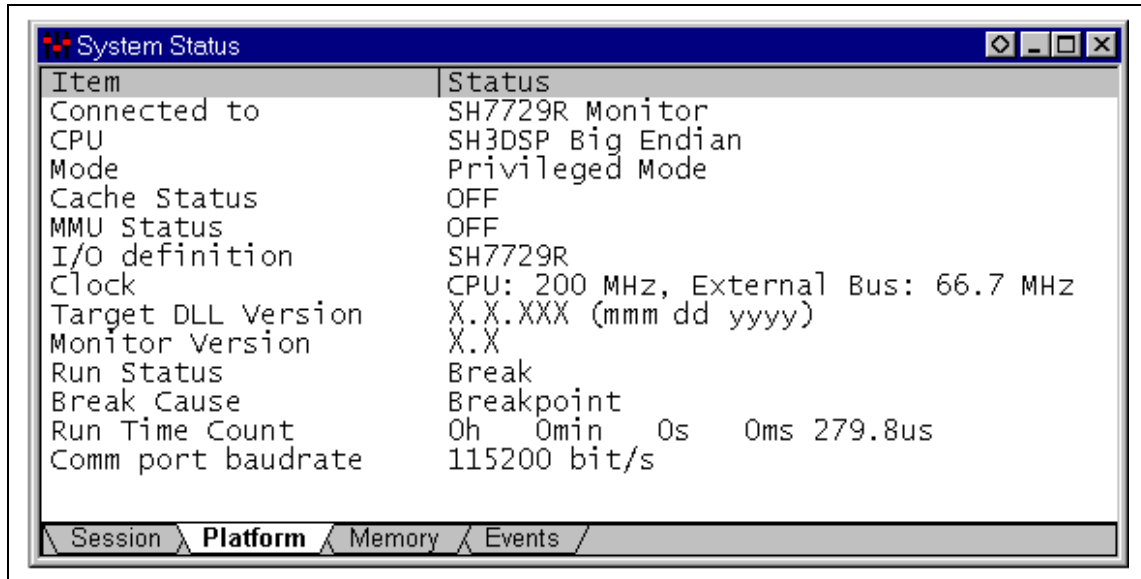 System Status
Item Status
Connected to SH7729R Monitor
CPU SH3DSP Big Endian
Mode Privileged Mode
Cache Status OFF
MMU Status OFF
I/O definition SH7729R
Clock CPU: 200 MHz, External Bus: 66.7 MHz
Target DLL Version X.X.XXX (mmm dd yyyy)
Monitor Version X.X
Run Status Break
Break Cause Breakpoint
Run Time Count 0h 0min 0s 0ms 279.8us
Comm port baudrate 115200 bit/s
Session Platform Memory Events